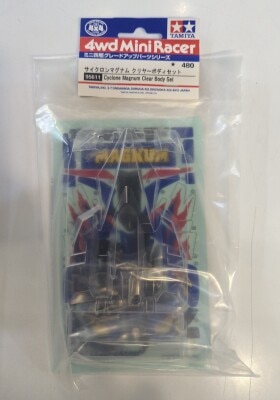 TAMIYA
4wd Mini Racer
ミニ四駆グレードアップパーツシリーズ
480
サイクロンマグナム クリヤーボディセット
95611 Cyclone Magnum Clear Body Set
MAGNUM